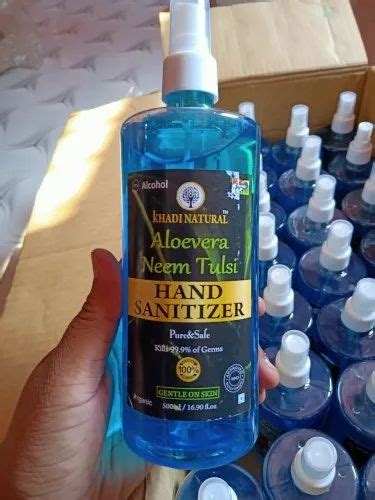 Alcohol
KHADI NATURAL™
Aloevera
Neem Tulsi
HAND
SANITIZER
Pure&Safe
Kills 99.9% of Germs
100%
GENTLE ON SKIN
500ml / 16.90 fl.oz